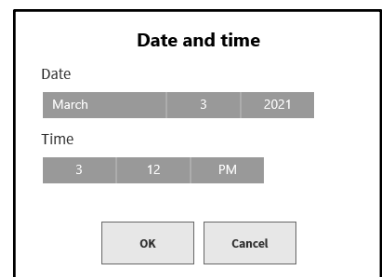 Date and time
Date
March 3 2021
Time
3 12 PM
OK Cancel